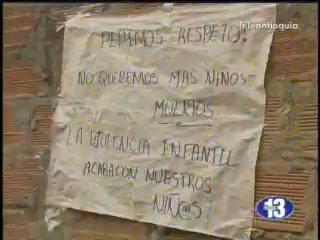 teleantioquia
PEDIMOS RESPETO.
NO QUEREMOS MAS NIÑOS
MUERTOS
LA VIOLENCIA INFANTIL
ACABA CON NUESTROS
NIÑ@S
13